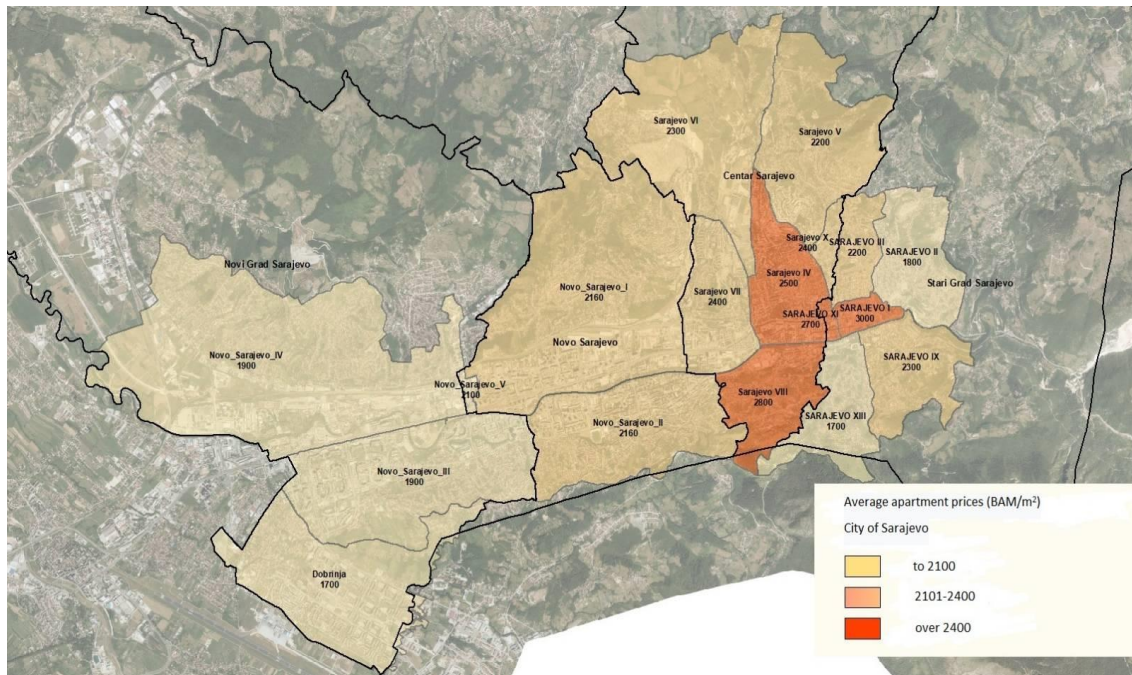 Sarajevo VI
2300
Sarajevo V
2200
Centar Sarajevo
Sarajevo X
2400
SARAJEVO III
2200
SARAJEVO II
1800
Stari Grad Sarajevo
Novi Grad Sarajevo
Novo_Sarajevo_I
2160
Sarajevo VII
2400
Sarajevo IV
2500
SARAJEVO XI
2700
SARAJEVO I
3000
Novo Sarajevo
Novo_Sarajevo_IV
1900
Novo_Sarajevo_V
2100
SARAJEVO IX
2300
Sarajevo VIII
2800
SARAJEVO XIII
1700
Novo_Sarajevo_II
2160
Novo_Sarajevo_III
1900
Dobrinja
1700
Average apartment prices (BAM/m²)
City of Sarajevo
to 2100
2101-2400
over 2400